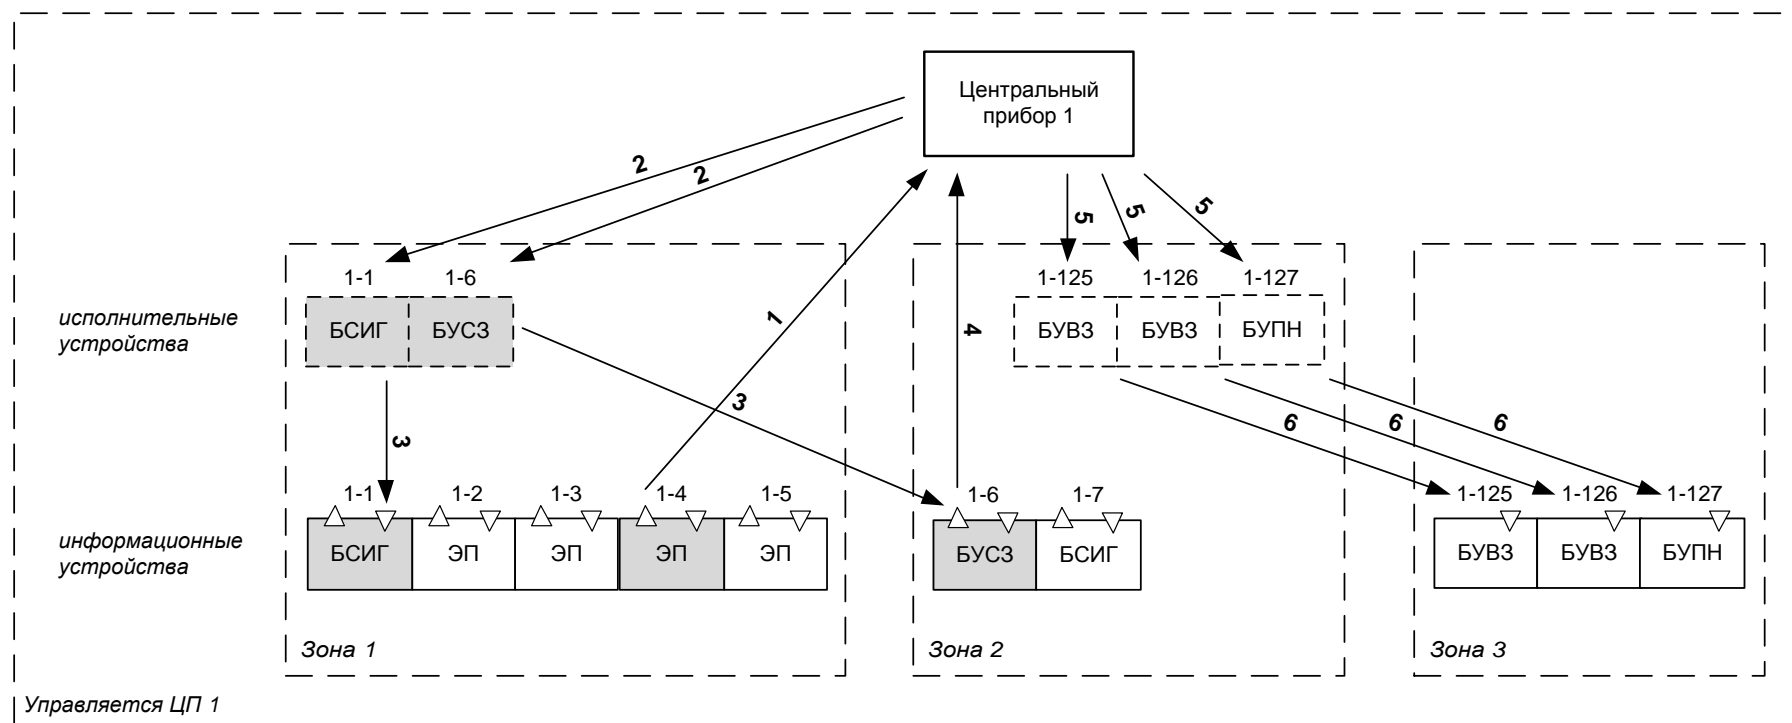 Центральный
прибор 1
2
2
1
4
5
5
5
3
3
6
6
6
исполнительные
устройства
1-1
1-6
БСИГ
БУСЗ
1-125
1-126
1-127
БУВЗ
БУВЗ
БУПН
информационные
устройства
1-1
1-2
1-3
1-4
1-5
БСИГ
ЭП
ЭП
ЭП
ЭП
1-6
1-7
БУСЗ
БСИГ
1-125
1-126
1-127
БУВЗ
БУВЗ
БУПН
Зона 1
Зона 2
Зона 3
Управляется ЦП 1